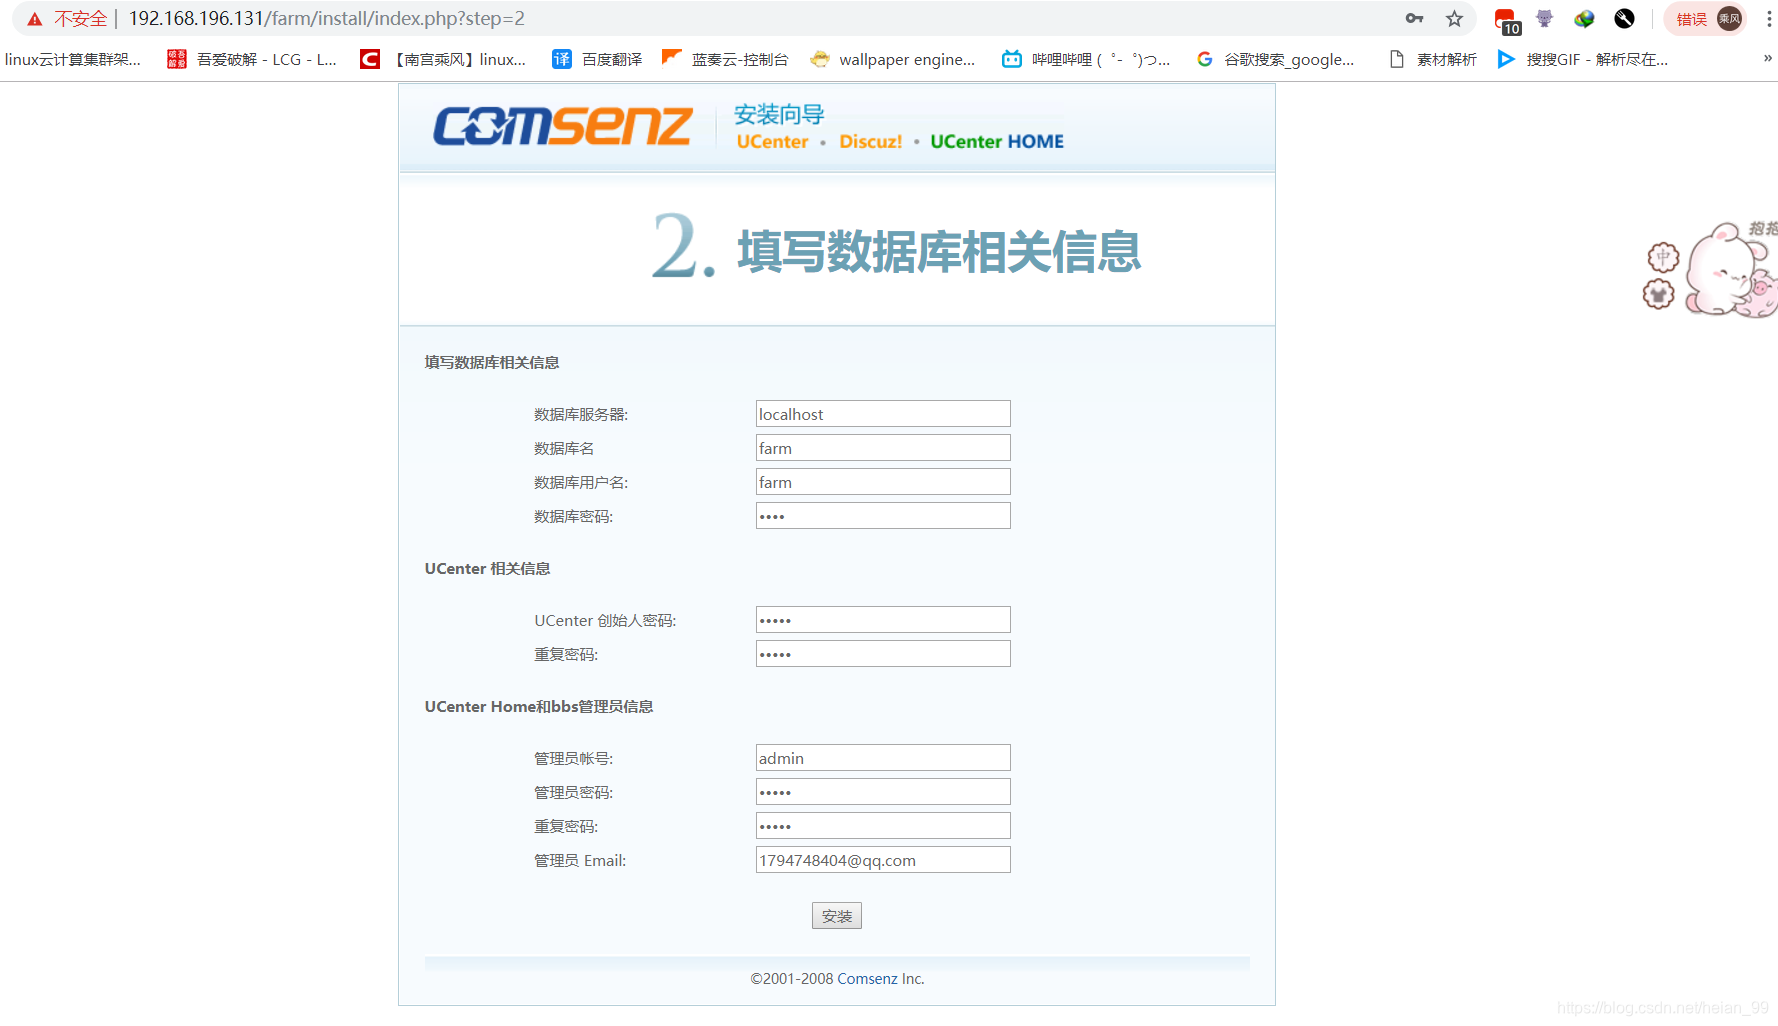 不安全 | 192.168.196.131/farm/install/index.php?step=2
10
错误
乘风
linux云计算集群架...
吾爱破解
吾爱破解 - LCG - L...
C
【南宫乘风】linux...
译
百度翻译
蓝奏云-控制台
wallpaper engine...
哔哩哔哩 ( ゜- ゜)つ...
G
谷歌搜索_google...
素材解析
搜搜GIF - 解析尽在...
»
comsenz
安装向导
UCenter • Discuz! • UCenter HOME
2. 填写数据库相关信息
抱抱
中
填写数据库相关信息
数据库服务器: localhost
数据库名 farm
数据库用户名: farm
数据库密码: ••••
UCenter 相关信息
UCenter 创始人密码: •••••
重复密码: •••••
UCenter Home和bbs管理员信息
管理员帐号: admin
管理员密码: •••••
重复密码: •••••
管理员 Email: 1794748404@qq.com
安装
©2001-2008 Comsenz Inc.
https://blog.csdn.net/heian_99